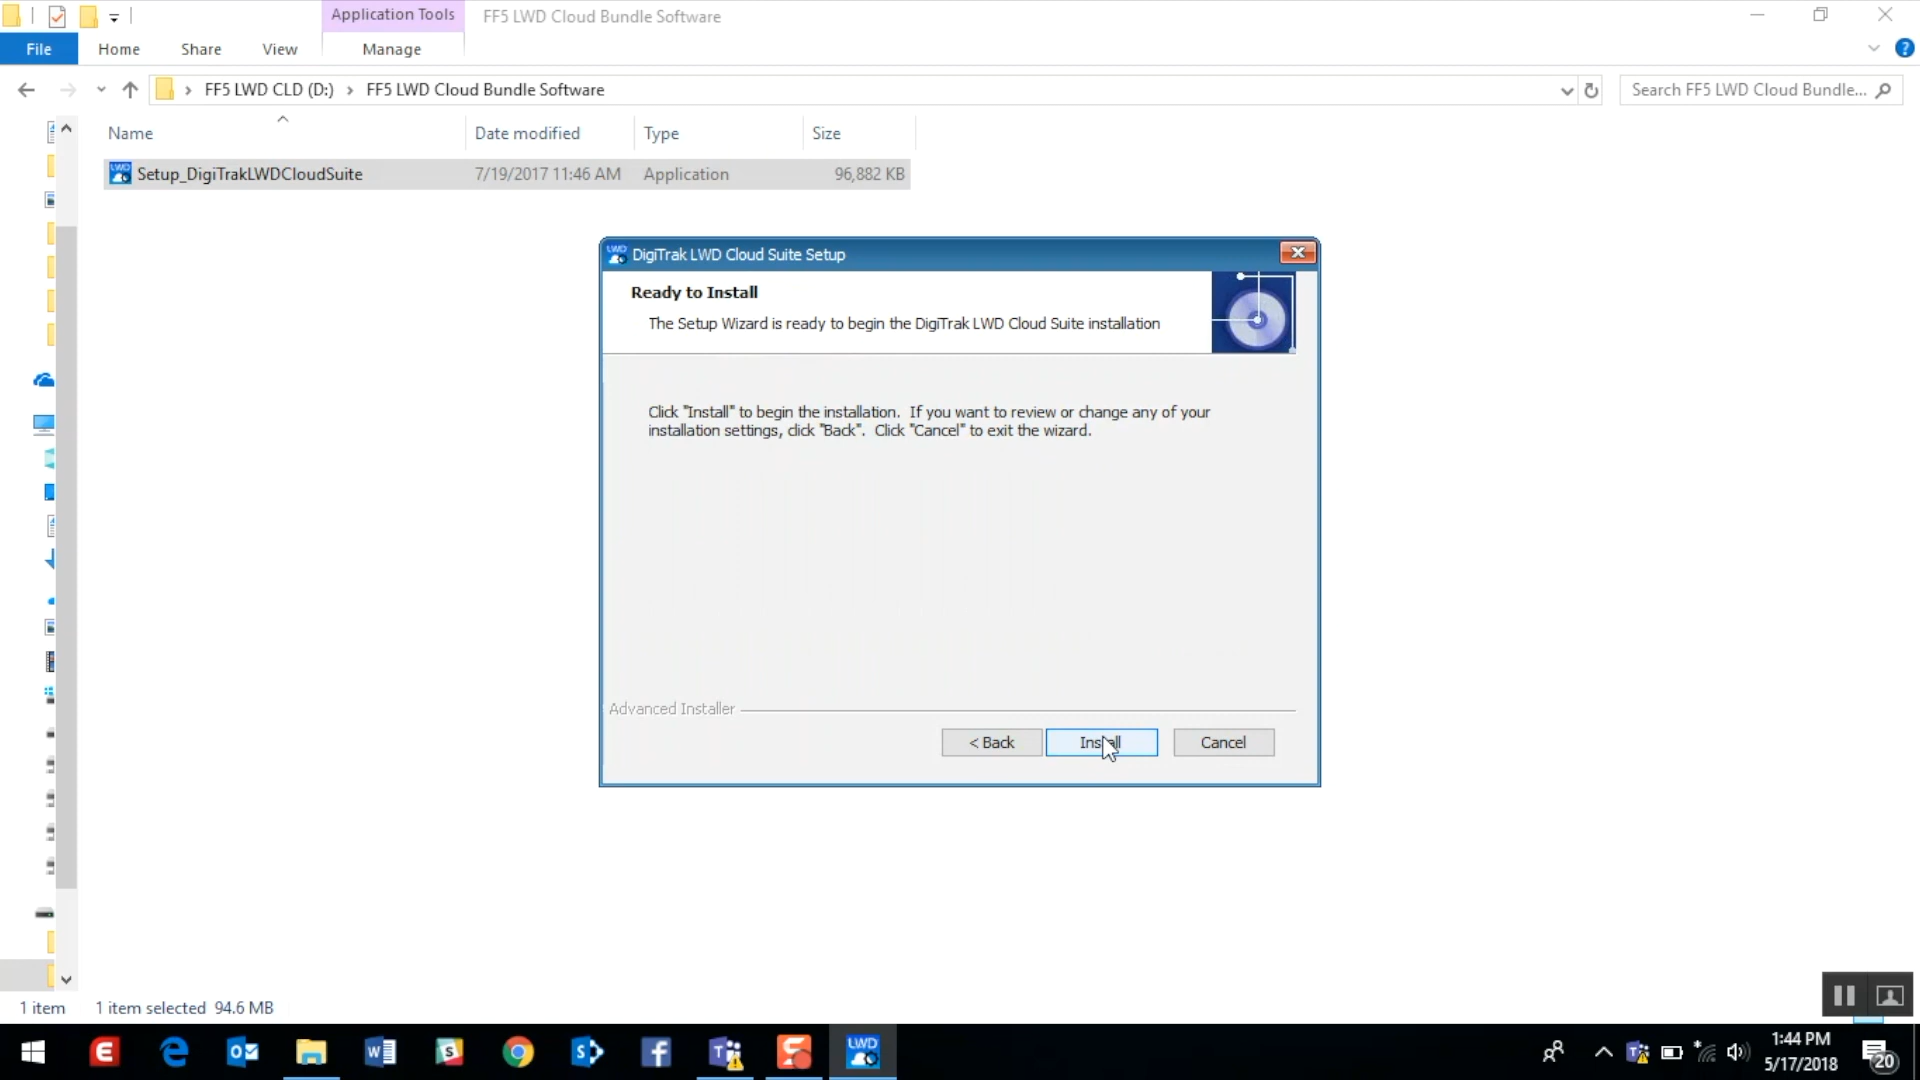 Application Tools
FF5 LWD Cloud Bundle Software
File
Home
Share
View
Manage
FF5 LWD CLD (D:)
FF5 LWD Cloud Bundle Software
Search FF5 LWD Cloud Bundle...
Name
Date modified
Type
Size
Setup_DigiTrakLWDCloudSuite
7/19/2017 11:46 AM
Application
96,882 KB
DigiTrak LWD Cloud Suite Setup
Ready to Install
The Setup Wizard is ready to begin the DigiTrak LWD Cloud Suite installation
Click "Install" to begin the installation. If you want to review or change any of your
installation settings, click "Back". Click "Cancel" to exit the wizard.
Advanced Installer
< Back
Install
Cancel
1 item
1 item selected 94.6 MB
LWD
1:44 PM
5/17/2018
20